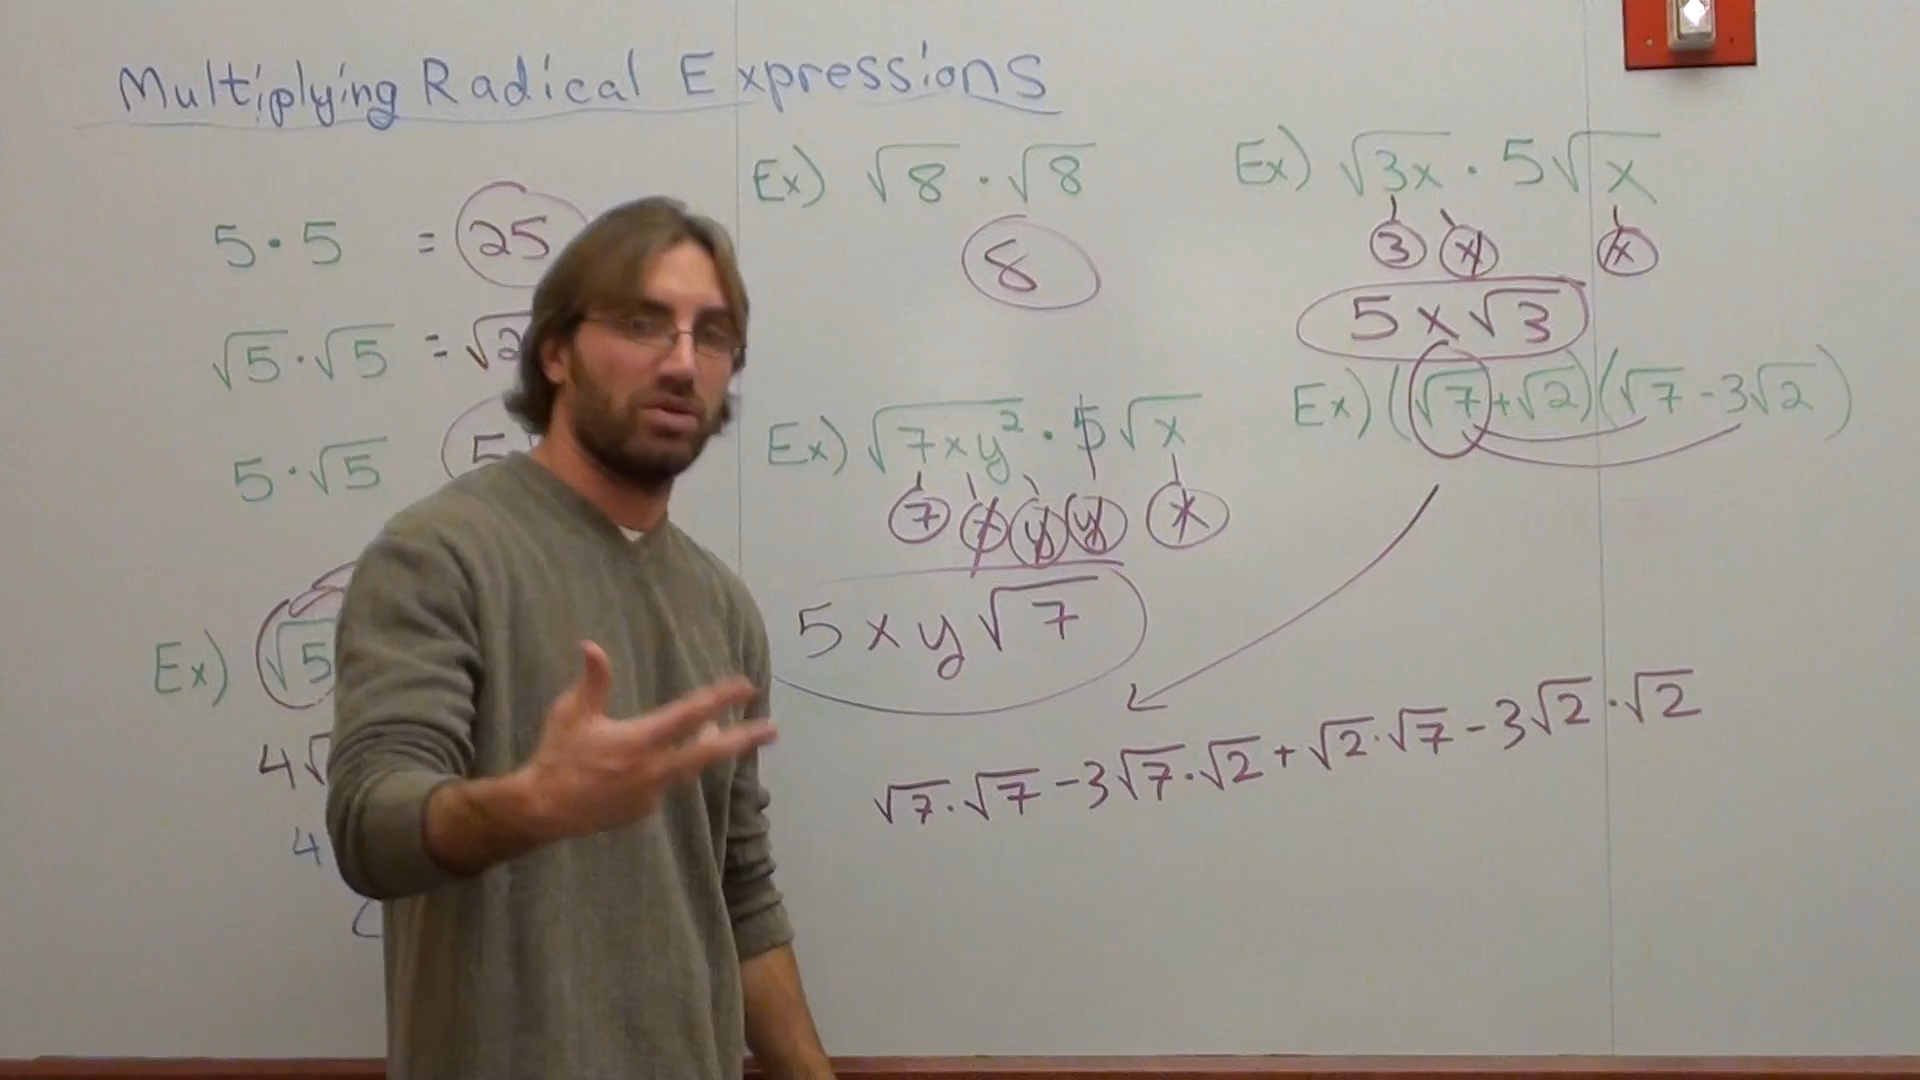 Multiplying Radical Expressions
5 · 5 = 25
√5 · √5 = √2
5 · √5 5
Ex) √5
4√
4
Ex) √8 · √8
8
Ex) √7xy² · 5√x
7 x y y x
5xy√7
Ex) √3x · 5√x
3 x x
5x√3
Ex) (√7+√2)(√7-3√2)
√7 · √7 - 3√7 · √2 + √2 · √7 - 3√2 · √2